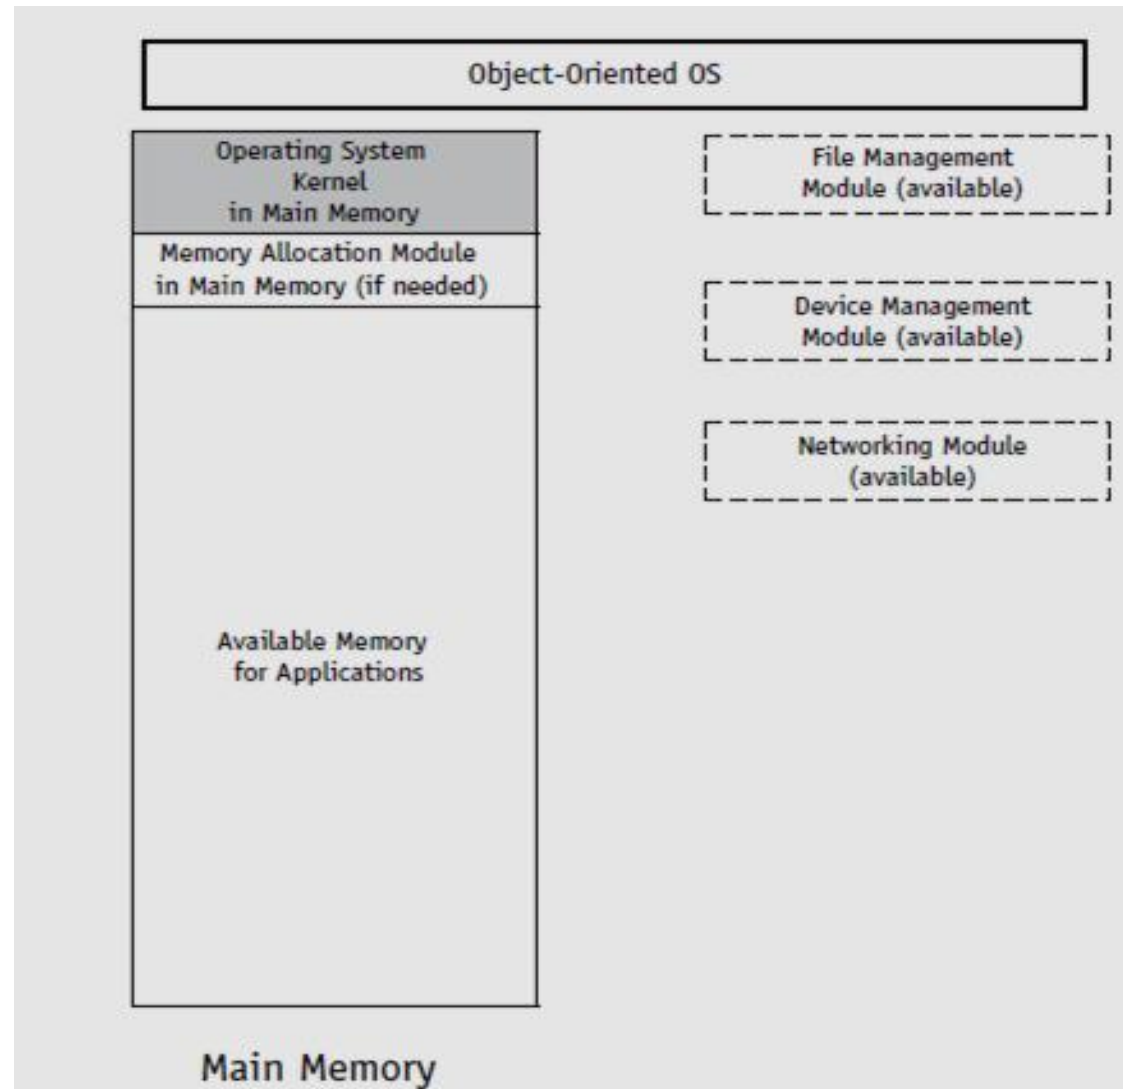 Object-Oriented OS
Operating System
Kernel
in Main Memory
Memory Allocation Module
in Main Memory (if needed)
Available Memory
for Applications
Main Memory
File Management
Module (available)
Device Management
Module (available)
Networking Module
(available)